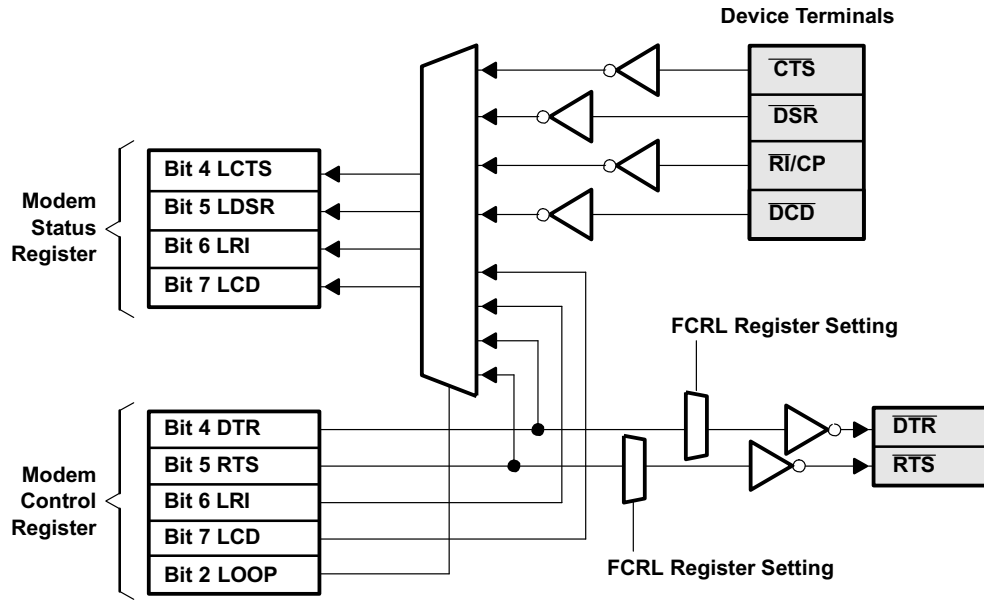 Device Terminals
CTS
DSR
RI/CP
DCD
Modem
Status
Register
Bit 4 LCTS
Bit 5 LDSR
Bit 6 LRI
Bit 7 LCD
FCRL Register Setting
Modem
Control
Register
Bit 4 DTR
Bit 5 RTS
Bit 6 LRI
Bit 7 LCD
Bit 2 LOOP
DTR
RTS
FCRL Register Setting